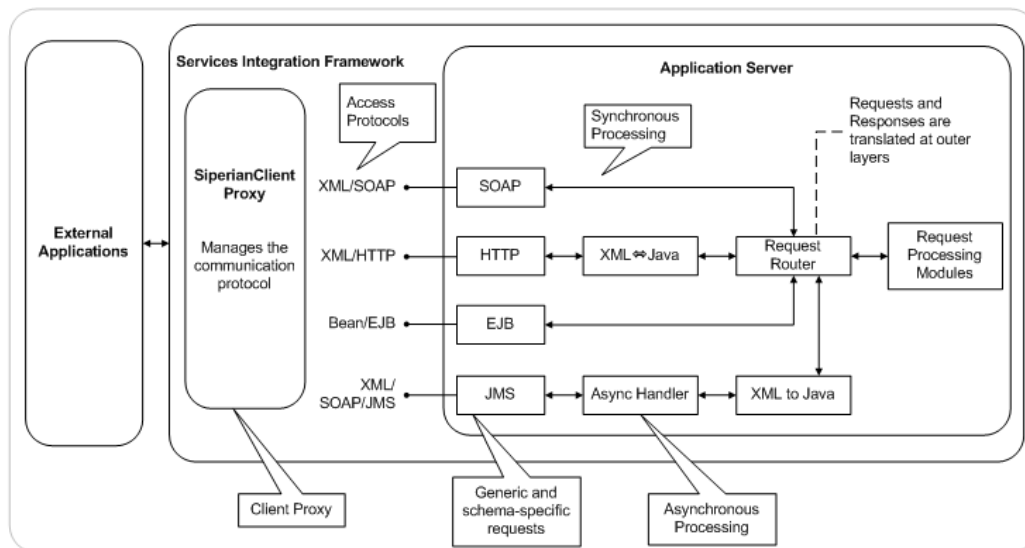 Services Integration Framework
Application Server
Access
Protocols
Synchronous
Processing
Requests and
Responses are
translated at outer
layers
SiperianClient
Proxy
Manages the
communication
protocol
External
Applications
XML/SOAP
SOAP
XML/HTTP
HTTP
XML⇔Java
Request
Router
Request
Processing
Modules
Bean/EJB
EJB
XML/
SOAP/JMS
JMS
Async Handler
XML to Java
Client Proxy
Generic and
schema-specific
requests
Asynchronous
Processing